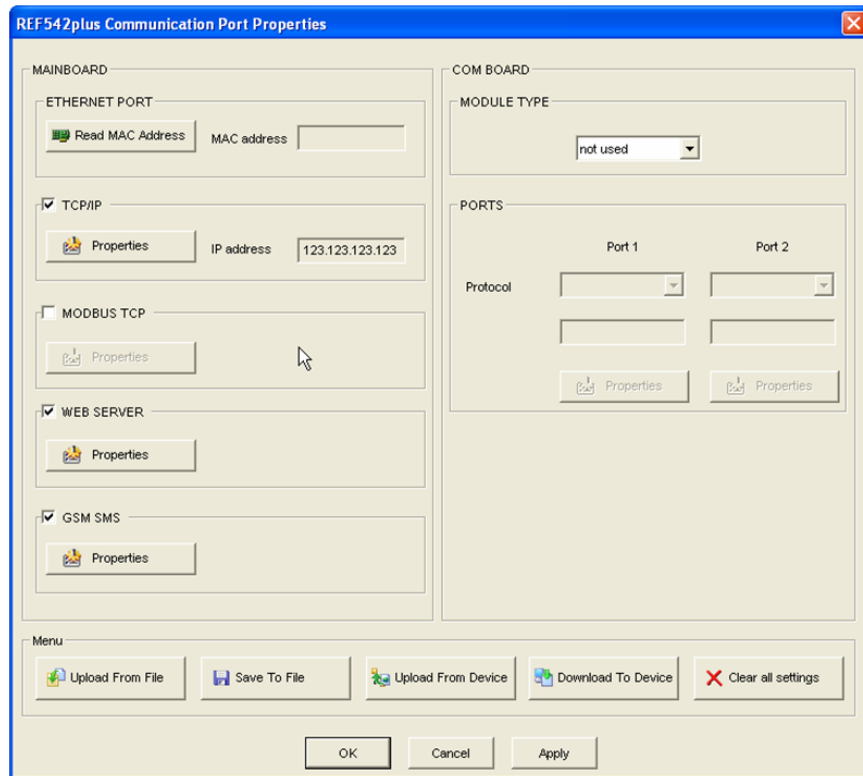 REF542plus Communication Port Properties
MAINBOARD
ETHERNET PORT
Read MAC Address
MAC address
TCP/IP
Properties
IP address
123.123.123.123
MODBUS TCP
Properties
WEB SERVER
Properties
GSM SMS
Properties
COM BOARD
MODULE TYPE
not used
PORTS
Port 1 Port 2
Protocol
Properties Properties
Menu
Upload From File Save To File Upload From Device Download To Device Clear all settings
OK Cancel Apply